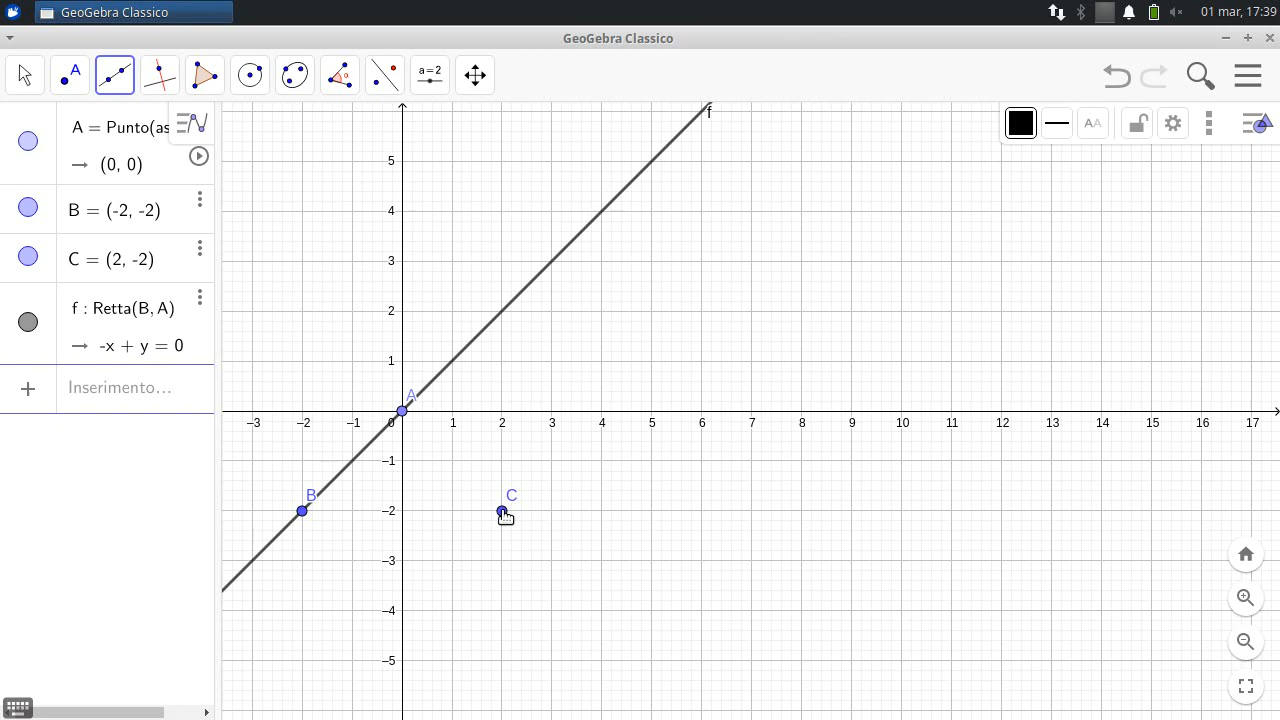 GeoGebra Classico
01 mar, 17:39
GeoGebra Classico
A
α
a=2
AA
A = Punto(as
→ (0, 0)
B = (-2, -2)
C = (2, -2)
f : Retta(B, A)
→ -x + y = 0
+ Inserimento…
f
5
4
3
2
1
A
–3 –2 –1 0 1 2 3 4 5 6 7 8 9 10 11 12 13 14 15 16 17
–1
B C
–2
–3
–4
–5